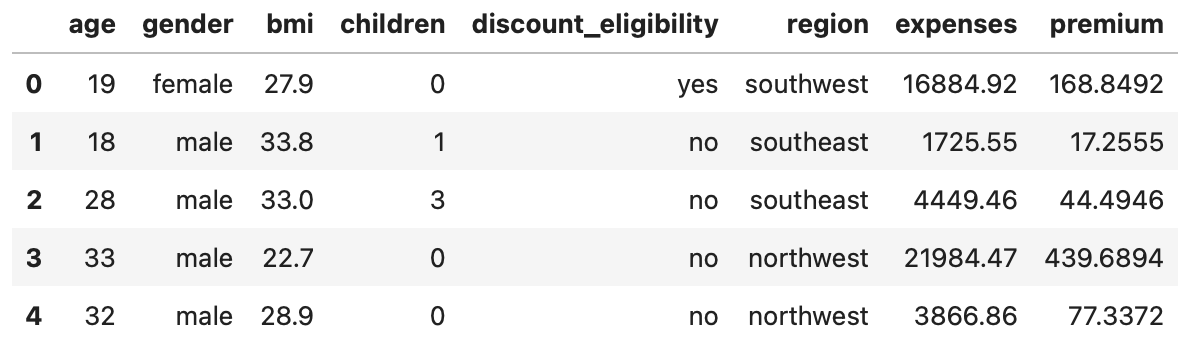 age gender bmi children discount_eligibility region expenses premium
0 19 female 27.9 0 yes southwest 16884.92 168.8492
1 18 male 33.8 1 no southeast 1725.55 17.2555
2 28 male 33.0 3 no southeast 4449.46 44.4946
3 33 male 22.7 0 no northwest 21984.47 439.6894
4 32 male 28.9 0 no northwest 3866.86 77.3372